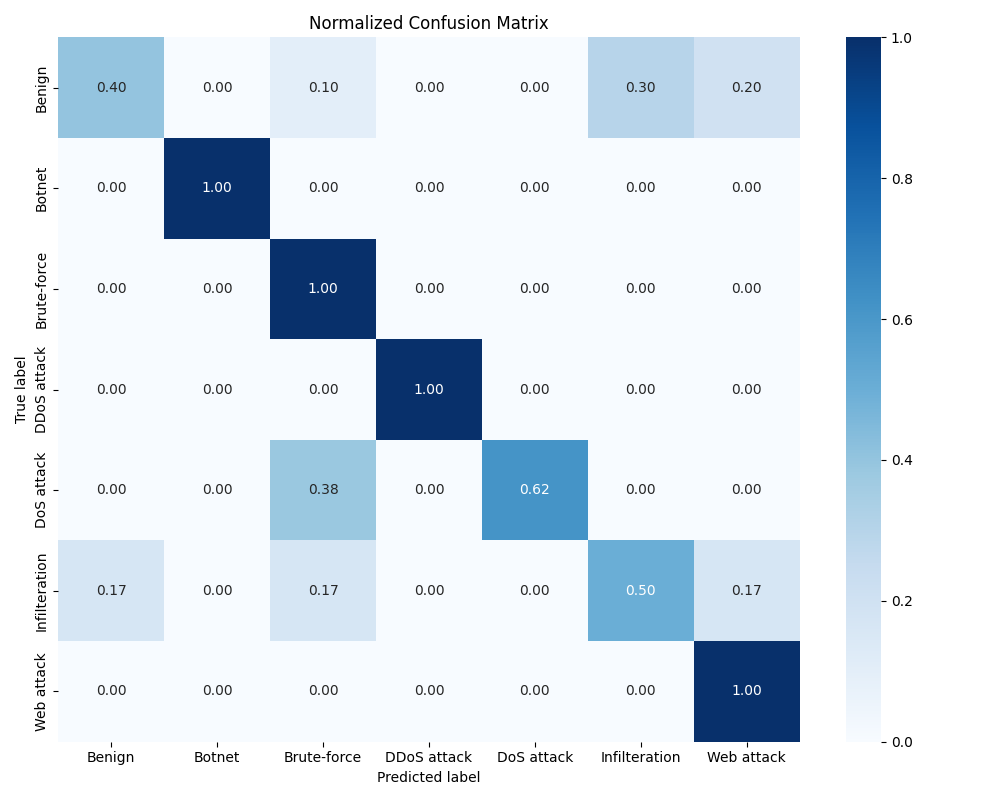 Normalized Confusion Matrix
True label
Benign 0.40 0.00 0.10 0.00 0.00 0.30 0.20
Botnet 0.00 1.00 0.00 0.00 0.00 0.00 0.00
Brute-force 0.00 0.00 1.00 0.00 0.00 0.00 0.00
DDoS attack 0.00 0.00 0.00 1.00 0.00 0.00 0.00
DoS attack 0.00 0.00 0.38 0.00 0.62 0.00 0.00
Infilteration 0.17 0.00 0.17 0.00 0.00 0.50 0.17
Web attack 0.00 0.00 0.00 0.00 0.00 0.00 1.00
Benign Botnet Brute-force DDoS attack DoS attack Infilteration Web attack
Predicted label
1.0
0.8
0.6
0.4
0.2
0.0